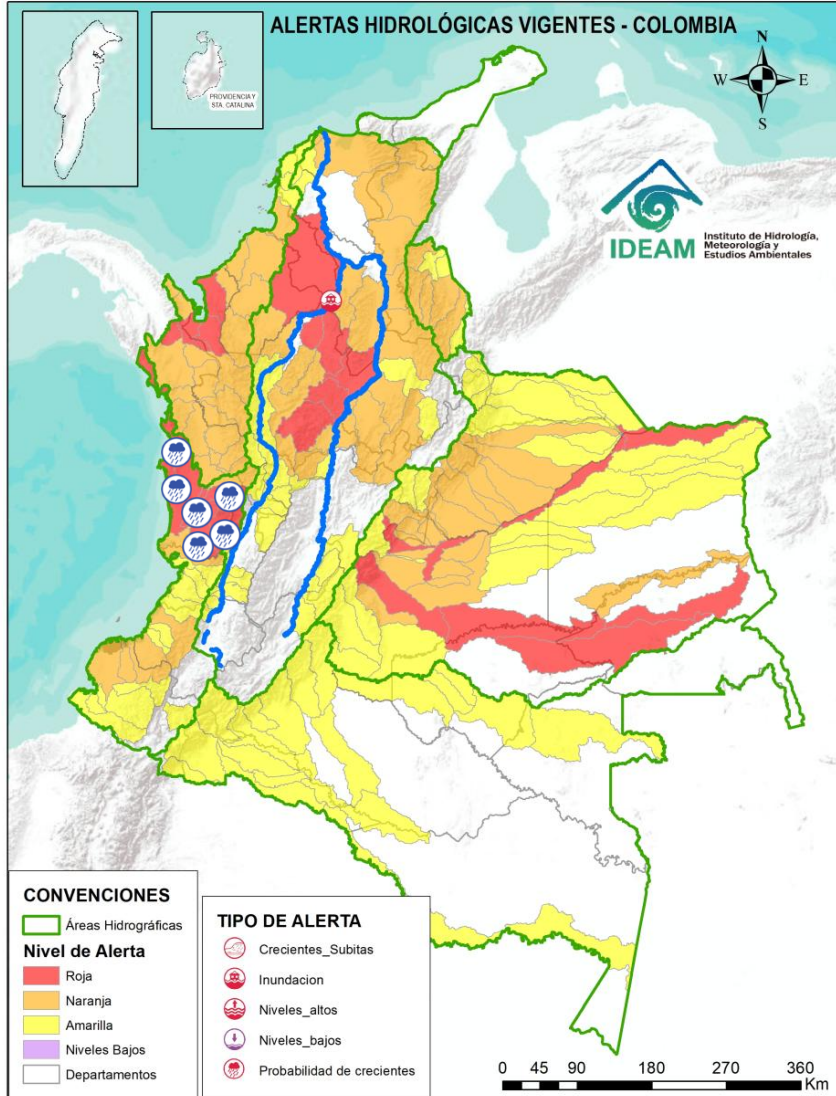 ALERTAS HIDROLÓGICAS VIGENTES - COLOMBIA
PROVIDENCIA Y
STA. CATALINA
N
W
E
S
IDEAM
Instituto de Hidrología,
Meteorología y
Estudios Ambientales
CONVENCIONES
Áreas Hidrográficas
Nivel de Alerta
Roja
Naranja
Amarilla
Niveles Bajos
Departamentos
TIPO DE ALERTA
Crecientes_Subitas
Inundacion
Niveles_altos
Niveles_bajos
Probabilidad de crecientes
0 45 90 180 270 360
Km